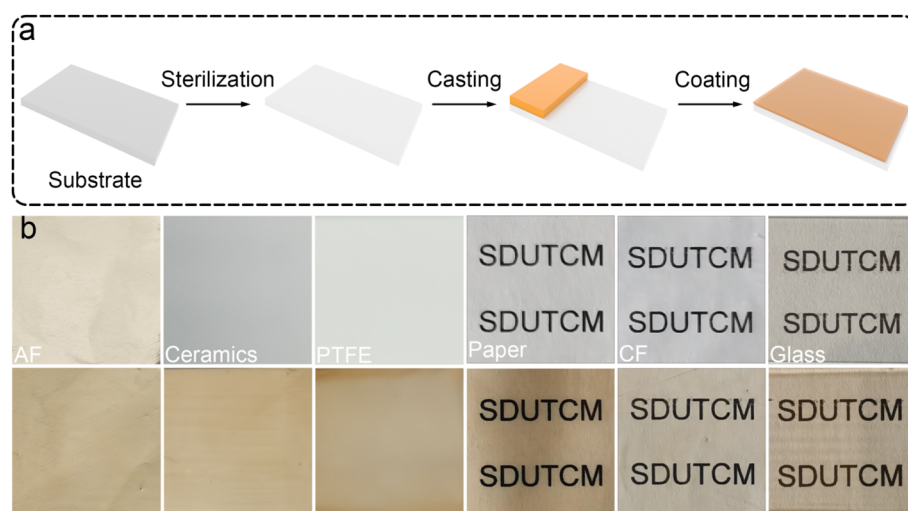 a
Sterilization
Casting
Coating
Substrate
b
SDUTCM
SDUTCM
SDUTCM
SDUTCM
SDUTCM
SDUTCM
AF
Ceramics
PTFE
Paper
CF
Glass
SDUTCM
SDUTCM
SDUTCM
SDUTCM
SDUTCM
SDUTCM